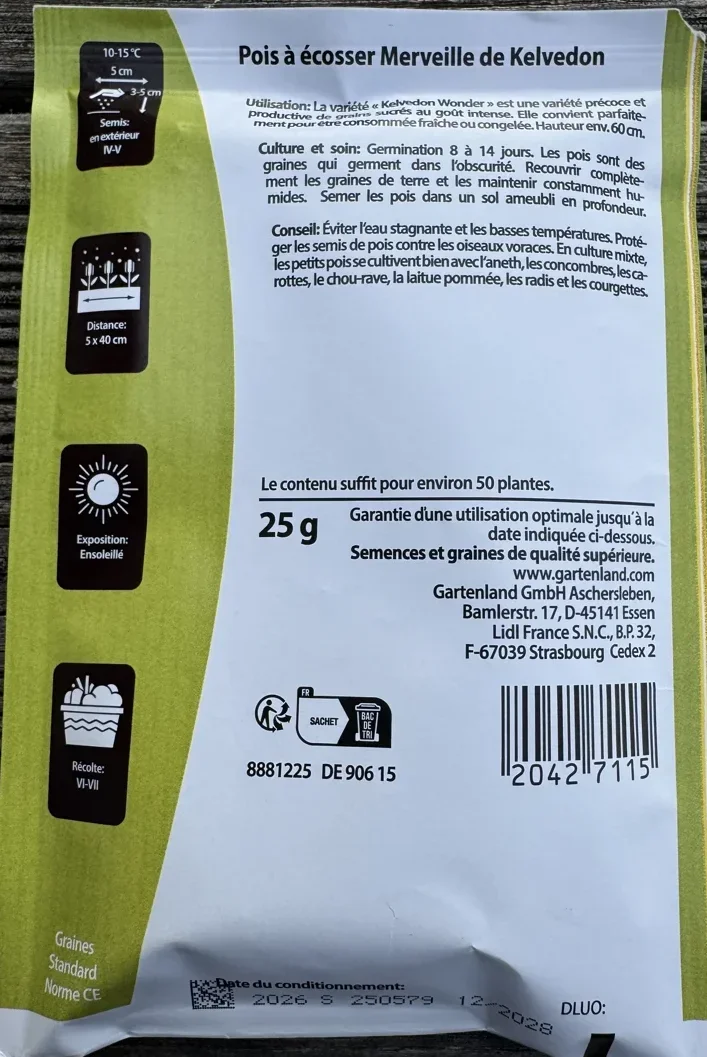 10-15 °C
5 cm
3-5 cm
Semis:
en extérieur
IV-V
Distance:
5 x 40 cm
Exposition:
Ensoleillé
Récolte:
VI-VII
Graines
Standard
Norme CE
Pois à écosser Merveille de Kelvedon
Utilisation: La variété « Kelvedon Wonder » est une variété précoce et
productive de grains sucrés au goût intense. Elle convient parfaite-
ment pour être consommée fraîche ou congelée. Hauteur env. 60 cm.
Culture et soin: Germination 8 à 14 jours. Les pois sont des
graines qui germent dans l'obscurité. Recouvrir complète-
ment les graines de terre et les maintenir constamment hu-
mides. Semer les pois dans un sol ameubli en profondeur.
Conseil: Éviter l'eau stagnante et les basses températures. Proté-
ger les semis de pois contre les oiseaux voraces. En culture mixte,
les petits pois se cultivent bien avec l'aneth, les concombres, les ca-
rottes, le chou-rave, la laitue pommée, les radis et les courgettes.
Le contenu suffit pour environ 50 plantes.
25 g
Garantie d'une utilisation optimale jusqu'à la
date indiquée ci-dessous.
Semences et graines de qualité supérieure.
www.gartenland.com
Gartenland GmbH Aschersleben,
Bamlerstr. 17, D-45141 Essen
Lidl France S.N.C., B.P. 32,
F-67039 Strasbourg Cedex 2
FR
SACHET
BAC
DE
TRI
8881225 DE 906 15
2042 7115
Date du conditionnement:
2026 S 250579 12-2028
DLUO: